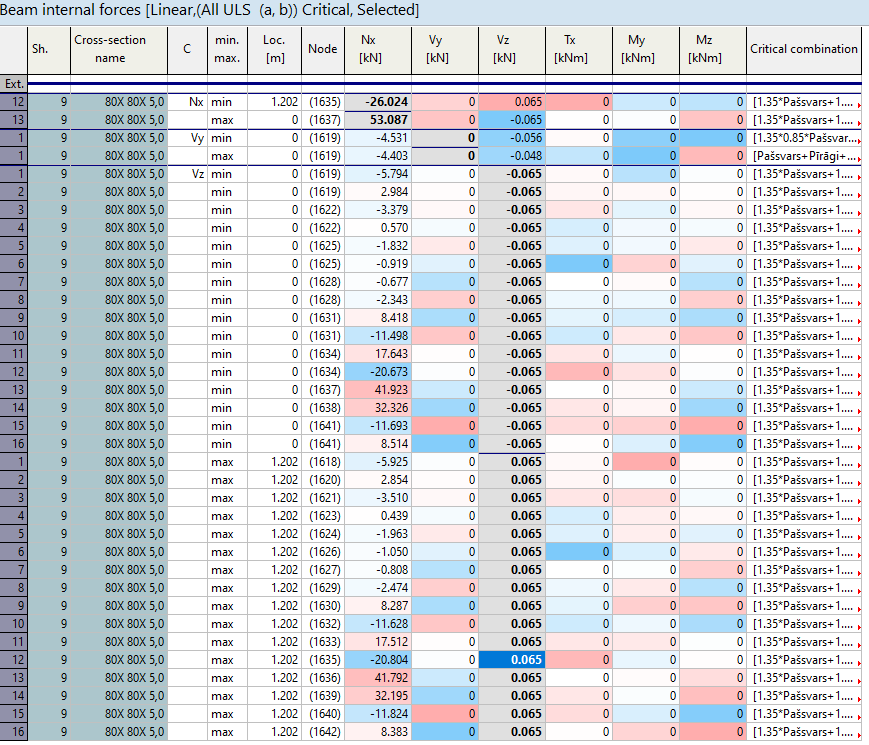 Beam internal forces [Linear,(All ULS (a, b)) Critical, Selected]
Sh. Cross-section name C min. max. Loc. [m] Node Nx [kN] Vy [kN] Vz [kN] Tx [kNm] My [kNm] Mz [kNm] Critical combination
Ext.
12 9 80X 80X 5,0 Nx min 1.202 (1635) -26.024 0 0.065 0 0 0 [1.35*Pašsvars+1....
13 9 80X 80X 5,0 max 0 (1637) 53.087 0 -0.065 0 0 0 [1.35*Pašsvars+1....
1 9 80X 80X 5,0 Vy min 0 (1619) -4.531 0 -0.056 0 0 0 [1.35*0.85*Pašsvar...
1 9 80X 80X 5,0 max 0 (1619) -4.403 0 -0.048 0 0 0 [Pašsvars+Pīrāgi+...
1 9 80X 80X 5,0 Vz min 0 (1619) -5.794 0 -0.065 0 0 0 [1.35*Pašsvars+1....
2 9 80X 80X 5,0 min 0 (1619) 2.984 0 -0.065 0 0 0 [1.35*Pašsvars+1....
3 9 80X 80X 5,0 min 0 (1622) -3.379 0 -0.065 0 0 0 [1.35*Pašsvars+1....
4 9 80X 80X 5,0 min 0 (1622) 0.570 0 -0.065 0 0 0 [1.35*Pašsvars+1....
5 9 80X 80X 5,0 min 0 (1625) -1.832 0 -0.065 0 0 0 [1.35*Pašsvars+1....
6 9 80X 80X 5,0 min 0 (1625) -0.919 0 -0.065 0 0 0 [1.35*Pašsvars+1....
7 9 80X 80X 5,0 min 0 (1628) -0.677 0 -0.065 0 0 0 [1.35*Pašsvars+1....
8 9 80X 80X 5,0 min 0 (1628) -2.343 0 -0.065 0 0 0 [1.35*Pašsvars+1....
9 9 80X 80X 5,0 min 0 (1631) 8.418 0 -0.065 0 0 0 [1.35*Pašsvars+1....
10 9 80X 80X 5,0 min 0 (1631) -11.498 0 -0.065 0 0 0 [1.35*Pašsvars+1....
11 9 80X 80X 5,0 min 0 (1634) 17.643 0 -0.065 0 0 0 [1.35*Pašsvars+1....
12 9 80X 80X 5,0 min 0 (1634) -20.673 0 -0.065 0 0 0 [1.35*Pašsvars+1....
13 9 80X 80X 5,0 min 0 (1637) 41.923 0 -0.065 0 0 0 [1.35*Pašsvars+1....
14 9 80X 80X 5,0 min 0 (1638) 32.326 0 -0.065 0 0 0 [1.35*Pašsvars+1....
15 9 80X 80X 5,0 min 0 (1641) -11.693 0 -0.065 0 0 0 [1.35*Pašsvars+1....
16 9 80X 80X 5,0 min 0 (1641) 8.514 0 -0.065 0 0 0 [1.35*Pašsvars+1....
1 9 80X 80X 5,0 max 1.202 (1618) -5.925 0 0.065 0 0 0 [1.35*Pašsvars+1....
2 9 80X 80X 5,0 max 1.202 (1620) 2.854 0 0.065 0 0 0 [1.35*Pašsvars+1....
3 9 80X 80X 5,0 max 1.202 (1621) -3.510 0 0.065 0 0 0 [1.35*Pašsvars+1....
4 9 80X 80X 5,0 max 1.202 (1623) 0.439 0 0.065 0 0 0 [1.35*Pašsvars+1....
5 9 80X 80X 5,0 max 1.202 (1624) -1.963 0 0.065 0 0 0 [1.35*Pašsvars+1....
6 9 80X 80X 5,0 max 1.202 (1626) -1.050 0 0.065 0 0 0 [1.35*Pašsvars+1....
7 9 80X 80X 5,0 max 1.202 (1627) -0.808 0 0.065 0 0 0 [1.35*Pašsvars+1....
8 9 80X 80X 5,0 max 1.202 (1629) -2.474 0 0.065 0 0 0 [1.35*Pašsvars+1....
9 9 80X 80X 5,0 max 1.202 (1630) 8.287 0 0.065 0 0 0 [1.35*Pašsvars+1....
10 9 80X 80X 5,0 max 1.202 (1632) -11.628 0 0.065 0 0 0 [1.35*Pašsvars+1....
11 9 80X 80X 5,0 max 1.202 (1633) 17.512 0 0.065 0 0 0 [1.35*Pašsvars+1....
12 9 80X 80X 5,0 max 1.202 (1635) -20.804 0 0.065 0 0 0 [1.35*Pašsvars+1....
13 9 80X 80X 5,0 max 1.202 (1636) 41.792 0 0.065 0 0 0 [1.35*Pašsvars+1....
14 9 80X 80X 5,0 max 1.202 (1639) 32.195 0 0.065 0 0 0 [1.35*Pašsvars+1....
15 9 80X 80X 5,0 max 1.202 (1640) -11.824 0 0.065 0 0 0 [1.35*Pašsvars+1....
16 9 80X 80X 5,0 max 1.202 (1642) 8.383 0 0.065 0 0 0 [1.35*Pašsvars+1....